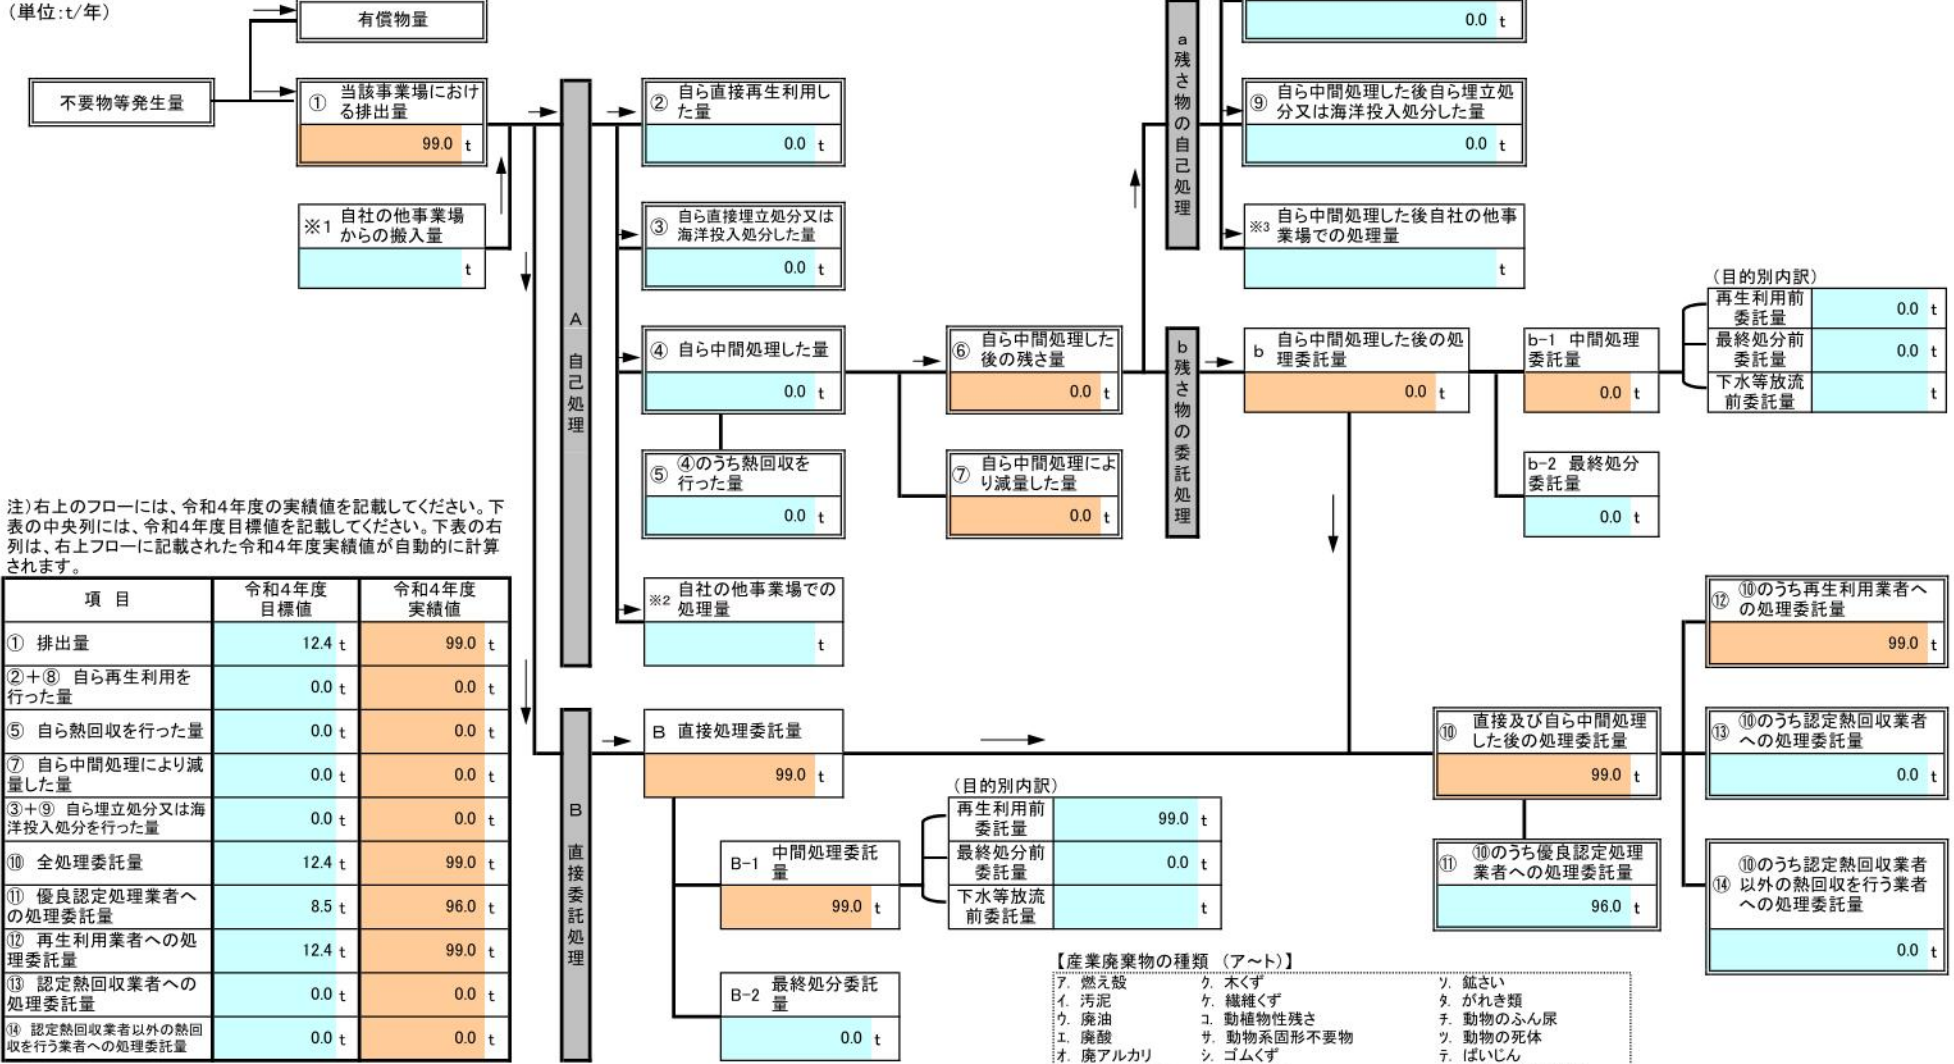 (単位:t/年)
有償物量
不要物等発生量
① 当該事業場におけ
る排出量
99.0 t
※1 自社の他事業場
からの搬入量
t
A 自己処理
② 自ら直接再生利用し
た量
0.0 t
③ 自ら直接埋立処分又は
海洋投入処分した量
0.0 t
④ 自ら中間処理した量
0.0 t
⑤ ④のうち熱回収を
行った量
0.0 t
※2 自社の他事業場での
処理量
t
⑥ 自ら中間処理した
後の残さ量
0.0 t
⑦ 自ら中間処理によ
り減量した量
0.0 t
a 残さ物の自己処理
0.0 t
⑨ 自ら中間処理した後自ら埋立処
分又は海洋投入処分した量
0.0 t
※3 自ら中間処理した後自社の他事
業場での処理量
t
b 残さ物の委託処理
b 自ら中間処理した後の処
理委託量
0.0 t
b-1 中間処理
委託量
0.0 t
(目的別内訳)
再生利用前
委託量
0.0 t
最終処分前
委託量
0.0 t
下水等放流
前委託量
t
b-2 最終処分
委託量
0.0 t
注)右上のフローには、令和4年度の実績値を記載してください。下
表の中央列には、令和4年度目標値を記載してください。下表の右
列は、右上フローに記載された令和4年度実績値が自動的に計算
されます。
項 目
令和4年度
目標値
令和4年度
実績値
① 排出量 12.4 t 99.0 t
②+⑧ 自ら再生利用を
行った量 0.0 t 0.0 t
⑤ 自ら熱回収を行った量 0.0 t 0.0 t
⑦ 自ら中間処理により減
量した量 0.0 t 0.0 t
③+⑨ 自ら埋立処分又は海
洋投入処分を行った量 0.0 t 0.0 t
⑩ 全処理委託量 12.4 t 99.0 t
⑪ 優良認定処理業者へ
の処理委託量 8.5 t 96.0 t
⑫ 再生利用業者への処
理委託量 12.4 t 99.0 t
⑬ 認定熱回収業者への
処理委託量 0.0 t 0.0 t
⑭ 認定熱回収業者以外の熱回
収を行う業者への処理委託量 0.0 t 0.0 t
B 直接委託処理
B 直接処理委託量
99.0 t
B-1 中間処理委託
量
99.0 t
(目的別内訳)
再生利用前
委託量
99.0 t
最終処分前
委託量
0.0 t
下水等放流
前委託量
t
B-2 最終処分委託
量
0.0 t
⑩ 直接及び自ら中間処理
した後の処理委託量
99.0 t
⑪ ⑩のうち優良認定処理
業者への処理委託量
96.0 t
⑫ ⑩のうち再生利用業者へ
の処理委託量
99.0 t
⑬ ⑩のうち認定熱回収業者
への処理委託量
0.0 t
⑭ ⑩のうち認定熱回収業者
以外の熱回収を行う業者
への処理委託量
0.0 t
【産業廃棄物の種類 (ア~ト)】
ア. 燃え殻 ク. 木くず ソ. 鉱さい
イ. 汚泥 ケ. 繊維くず タ. がれき類
ウ. 廃油 コ. 動植物性残さ チ. 動物のふん尿
エ. 廃酸 サ. 動物系固形不要物 ツ. 動物の死体
オ. 廃アルカリ シ. ゴムくず テ. ばいじん